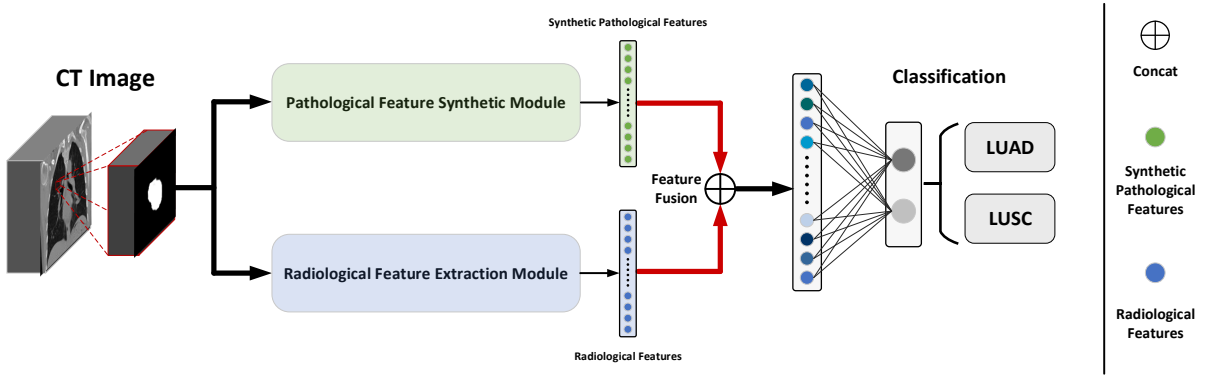 Synthetic Pathological Features
CT Image
Pathological Feature Synthetic Module
Feature
Fusion
Radiological Feature Extraction Module
Radiological Features
Classification
LUAD
LUSC
Concat
Synthetic
Pathological
Features
Radiological
Features